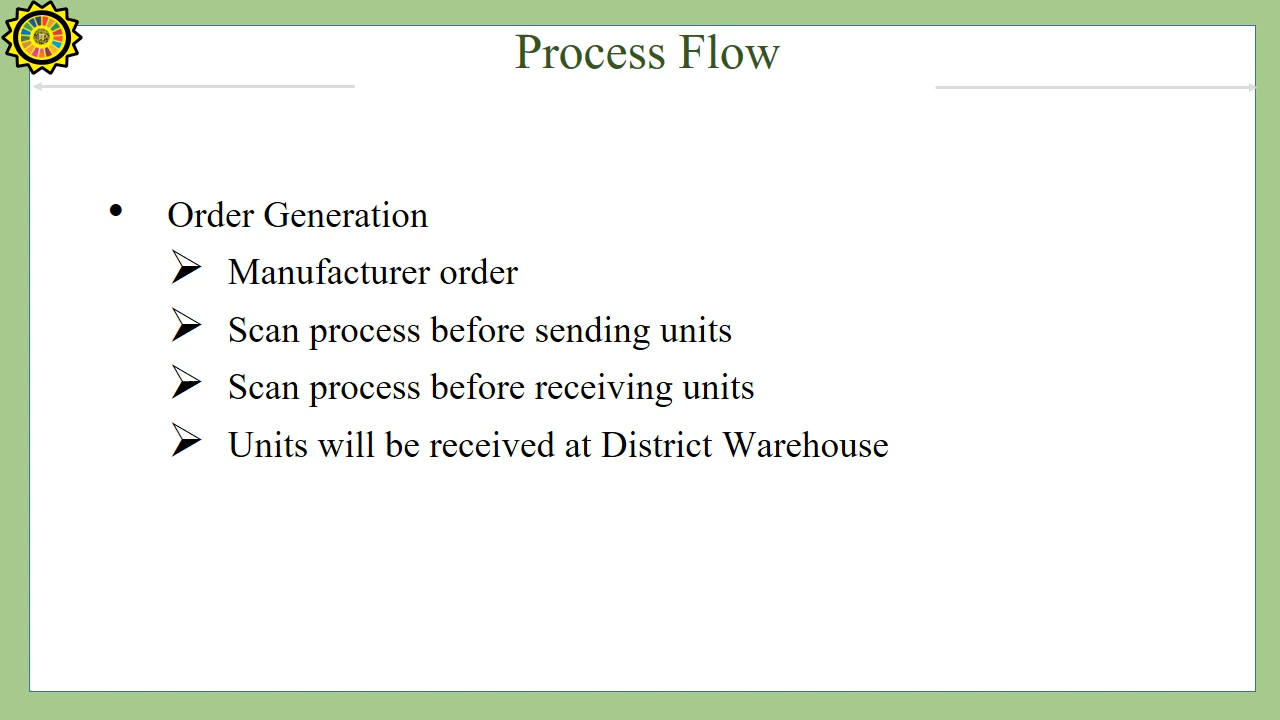 Process Flow
• Order Generation
➢ Manufacturer order
➢ Scan process before sending units
➢ Scan process before receiving units
➢ Units will be received at District Warehouse